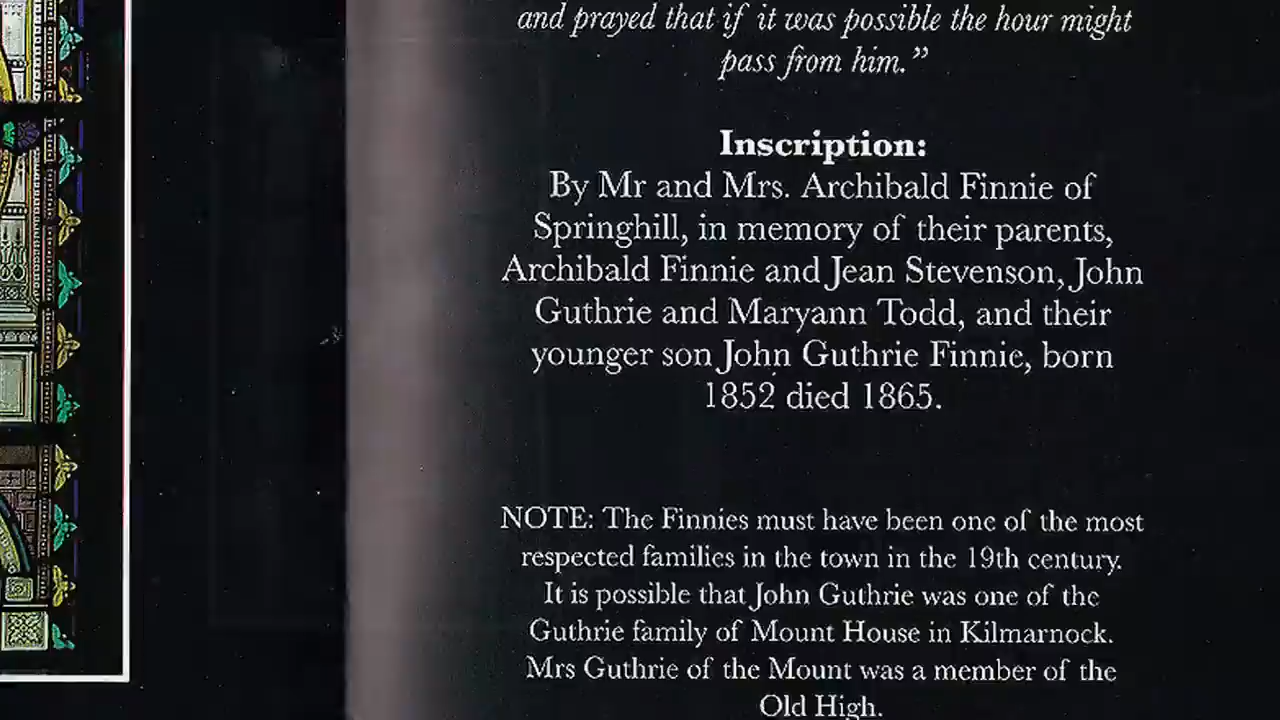 and prayed that if it was possible the hour might
pass from him.”
Inscription:
By Mr and Mrs. Archibald Finnie of
Springhill, in memory of their parents,
Archibald Finnie and Jean Stevenson, John
Guthrie and Maryann Todd, and their
younger son John Guthrie Finnie, born
1852 died 1865.
NOTE: The Finnies must have been one of the most
respected families in the town in the 19th century.
It is possible that John Guthrie was one of the
Guthrie family of Mount House in Kilmarnock.
Mrs Guthrie of the Mount was a member of the
Old High.